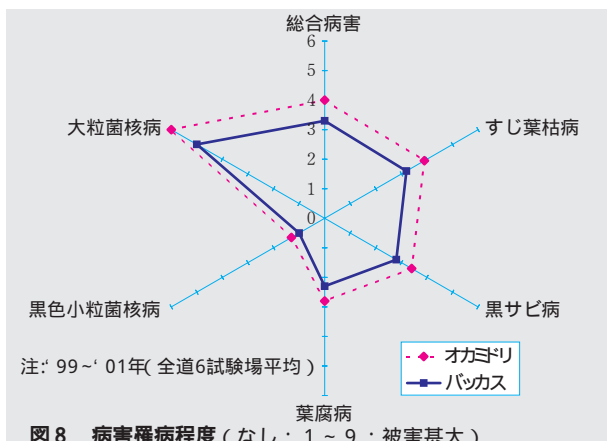 総合病害
6
5
4
3
2
1
0
すじ葉枯病
大粒菌核病
黒色小粒菌核病
黒サビ病
葉腐病
オカミドリ
バッカス
注:‘ 99~‘ 01年( 全道6試験場平均 )
図8 病害罹病程度 ( なし : 1 ~ 9 : 被害甚大 )